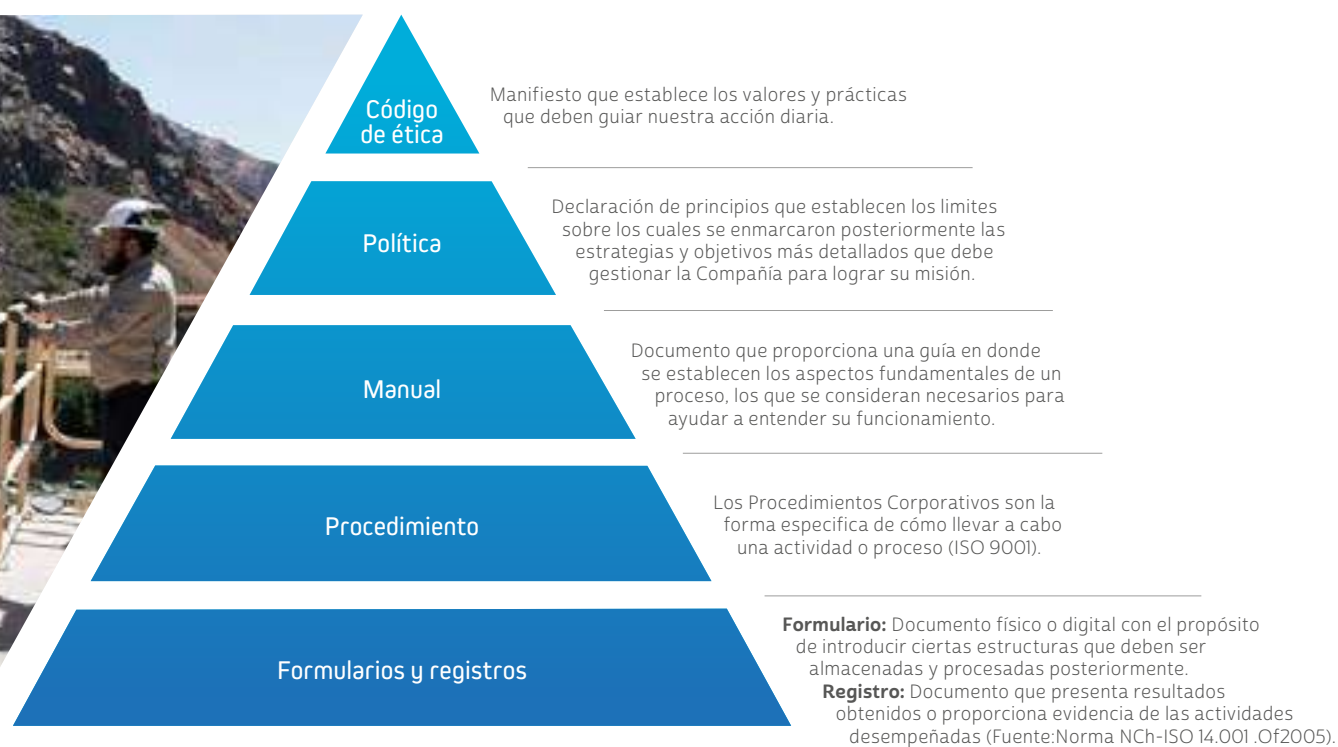 Código
de ética
Manifiesto que establece los valores y prácticas
que deben guiar nuestra acción diaria.
Política
Declaración de principios que establecen los limites
sobre los cuales se enmarcaron posteriormente las
estrategias y objetivos más detallados que debe
gestionar la Compañía para lograr su misión.
Manual
Documento que proporciona una guía en donde
se establecen los aspectos fundamentales de un
proceso, los que se consideran necesarios para
ayudar a entender su funcionamiento.
Procedimiento
Los Procedimientos Corporativos son la
forma especifica de cómo llevar a cabo
una actividad o proceso (ISO 9001).
Formularios y registros
Formulario: Documento físico o digital con el propósito
de introducir ciertas estructuras que deben ser
almacenadas y procesadas posteriormente.
Registro: Documento que presenta resultados
obtenidos o proporciona evidencia de las actividades
desempeñadas (Fuente:Norma NCh-ISO 14.001 .Of2005).